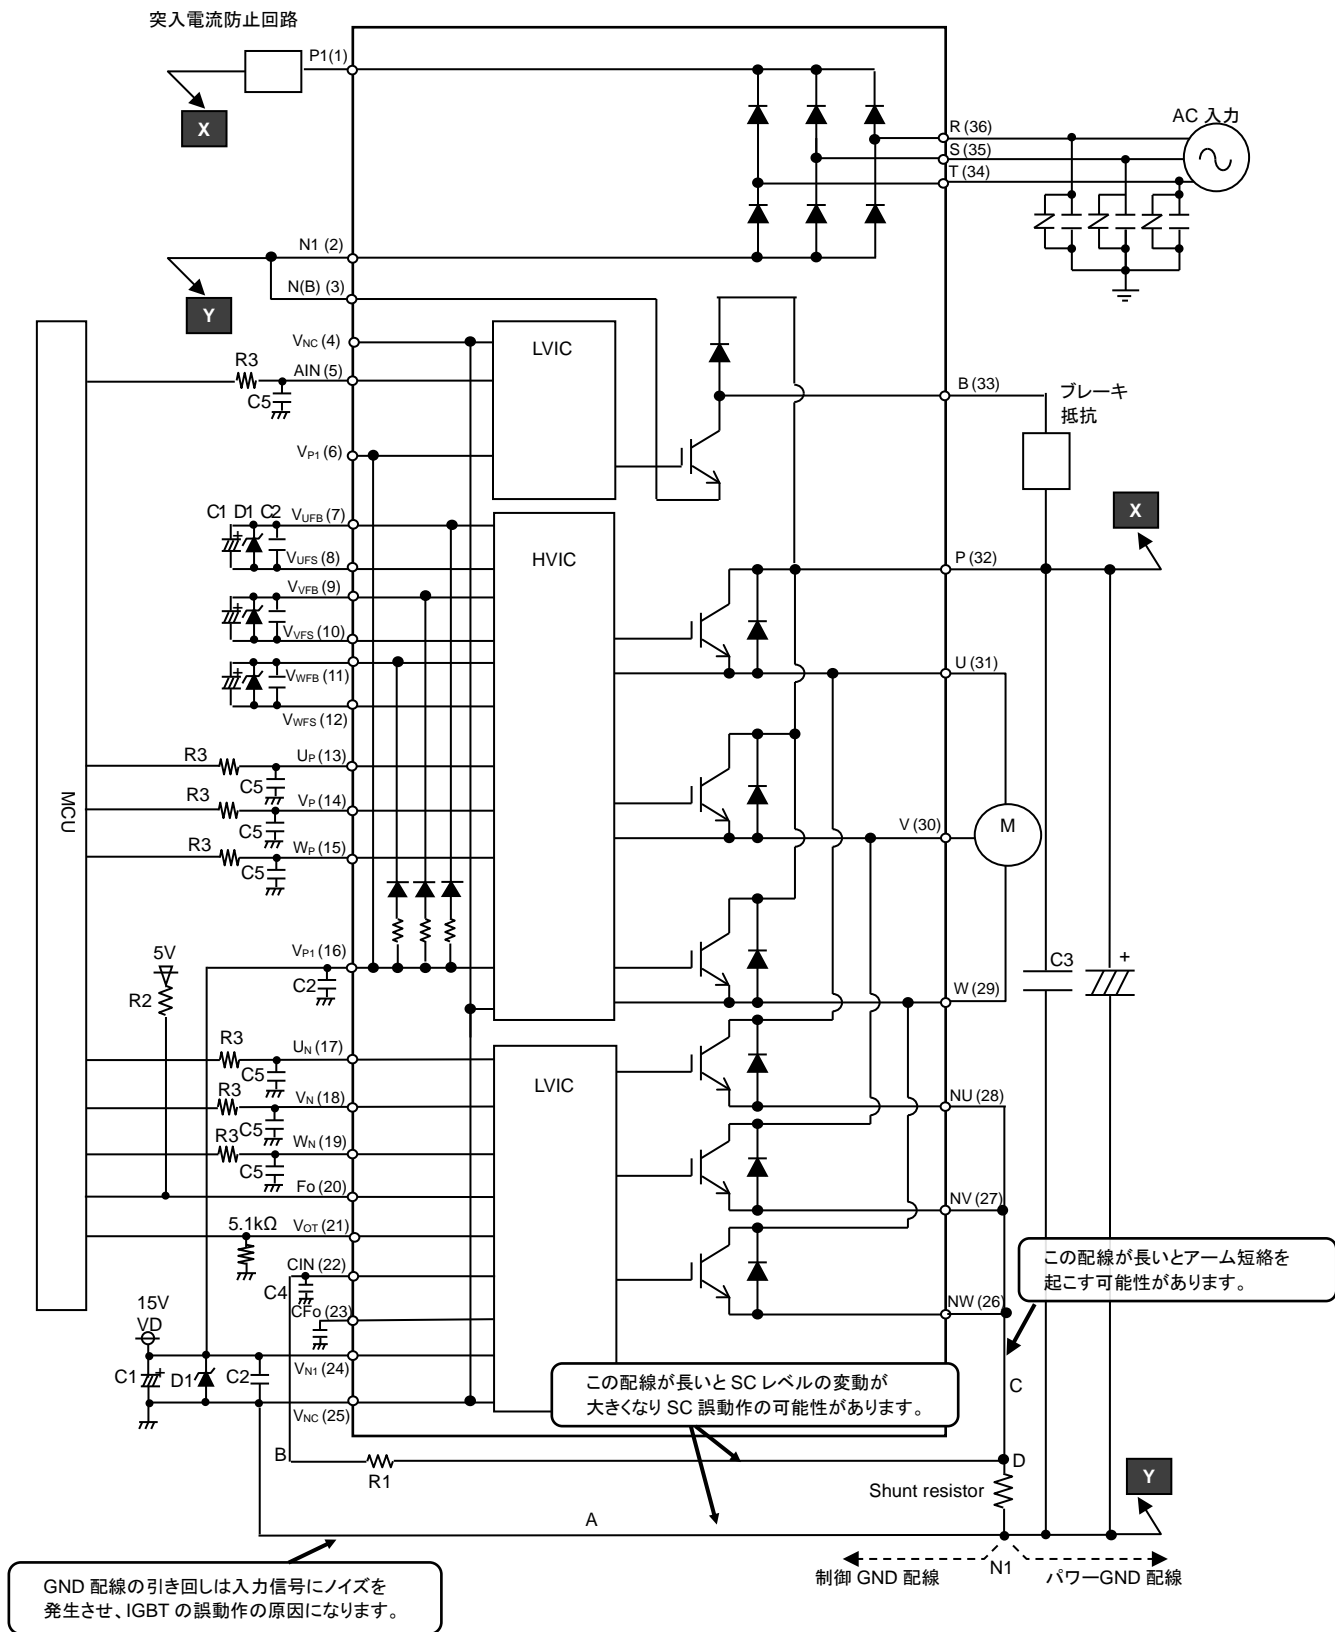 突入電流防止回路
P1(1)
X
AC 入力
R (36)
S (35)
T (34)
N1 (2)
N(B) (3)
Y
VNC (4)
LVIC
R3
AIN (5)
C5
B (33)
ブレーキ
抵抗
VP1 (6)
X
C1 D1 C2
VUFB (7)
VUFS (8)
HVIC
P (32)
VVFB (9)
VVFS (10)
VWFB (11)
U (31)
VWFS (12)
R3
UP (13)
C5
R3
VP (14)
C5
R3
WP (15)
C5
MCU
V (30)
M
5V
R2
VP1 (16)
C2
C3
+
W (29)
R3
UN (17)
C5
LVIC
R3
VN (18)
C5
NU (28)
R3
WN (19)
C5
Fo (20)
NV (27)
5.1kΩ
VOT (21)
CIN (22)
C4
CFo (23)
NW (26)
この配線が長いとアーム短絡を
起こす可能性があります。
15V
VD
C1
+
D1
C2
VN1 (24)
VNC (25)
この配線が長いと SC レベルの変動が
大きくなり SC 誤動作の可能性があります。
C
B
R1
D
Shunt resistor
Y
A
N1
制御 GND 配線
パワーGND 配線
GND 配線の引き回しは入力信号にノイズを
発生させ、IGBT の誤動作の原因になります。